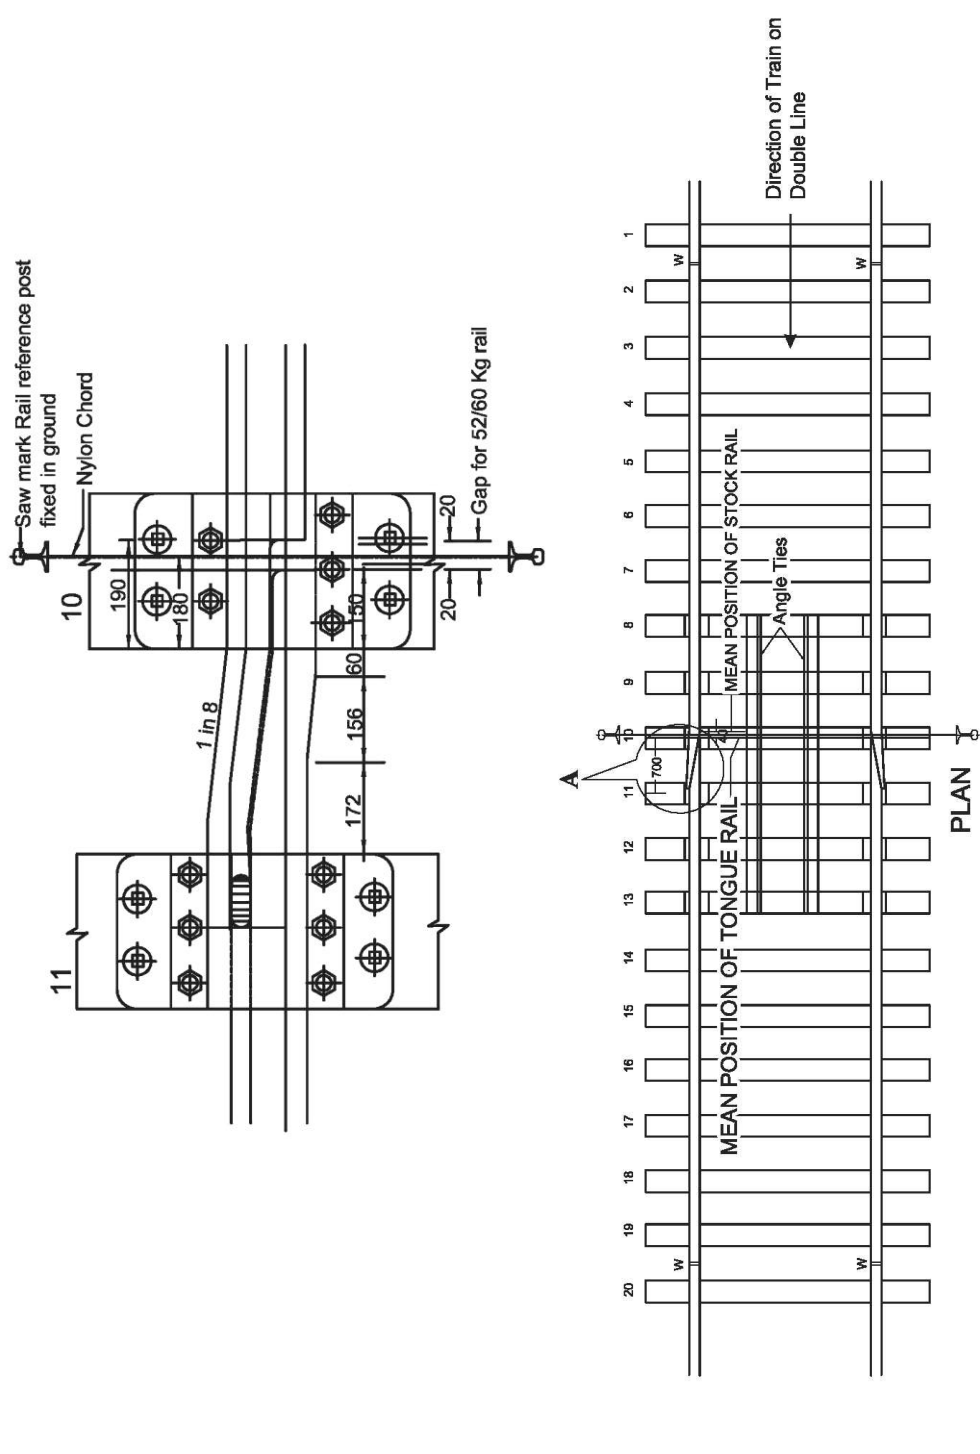 Saw mark Rail reference post
fixed in ground
Nylon Chord
10
190
180
20
20
Gap for 52/60 Kg rail
150
60
156
172
1 in 8
11
Direction of Train on
Double Line
1
2
3
4
5
6
7
8
9
10
11
12
13
14
15
16
17
18
19
20
W
W
W
W
MEAN POSITION OF STOCK RAIL
Angle Ties
40
700
A
MEAN POSITION OF TONGUE RAIL
PLAN